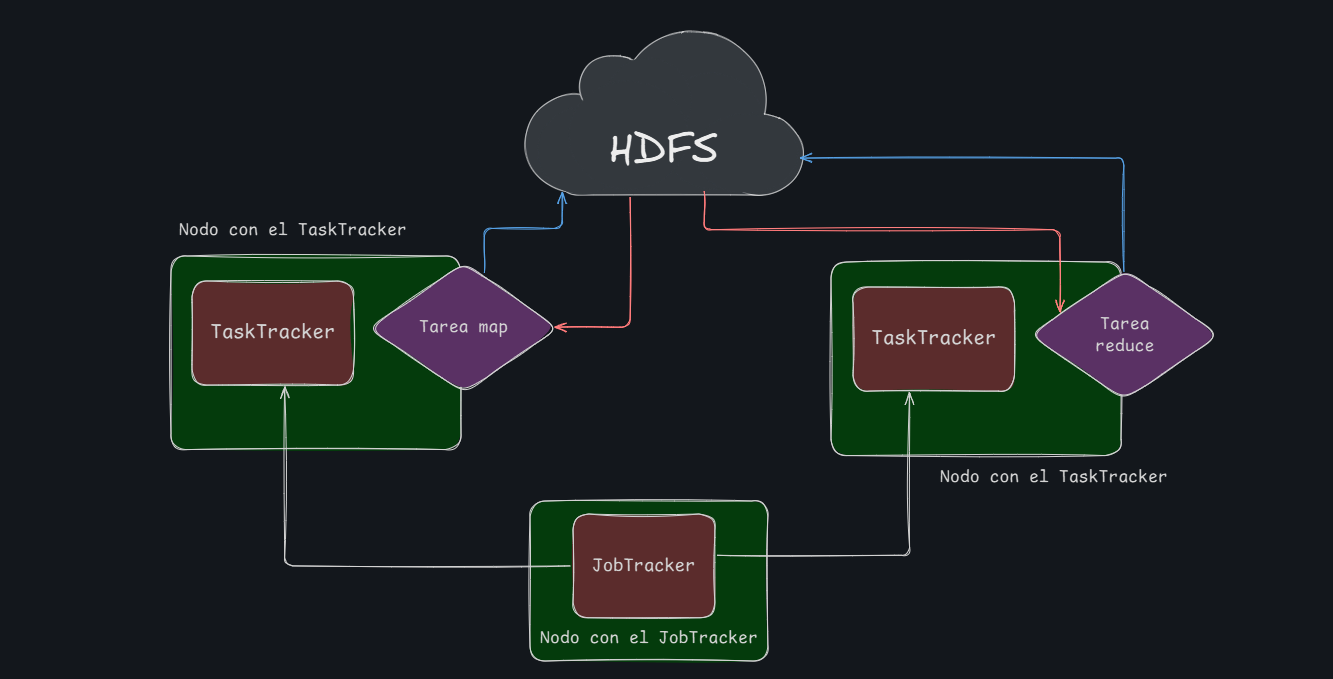 HDFS
Nodo con el TaskTracker
TaskTracker
Tarea map
TaskTracker
Tarea
reduce
Nodo con el TaskTracker
JobTracker
Nodo con el JobTracker